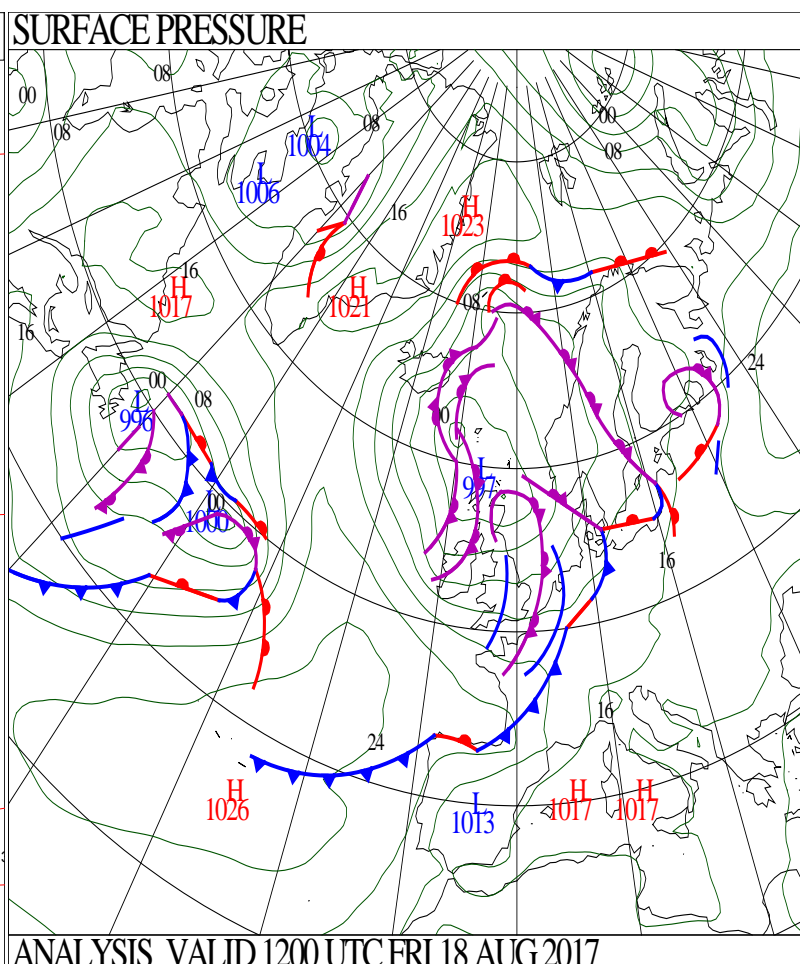 SURFACE PRESSURE
08
00
08
00
L
1004
08
08
L
1006
16
H
1023
16
H
1017
H
1021
08
16
24
00
08
L
996
L
997
00
L
1000
16
16
24
H
1026
L
1013
H
1017
H
1017
ANALYSIS VALID 1200 UTC FRI 18 AUG 2017